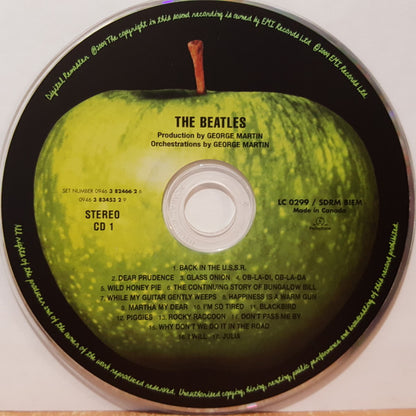 Digital remaster ℗2009 The copyright in this sound recording is owned by EMI Records Ltd ©2009 EMI Records Ltd.
THE BEATLES
Production by GEORGE MARTIN
Orchestrations by GEORGE MARTIN
SET NUMBER 0946 3 82466 2 6
0946 3 83453 2
STEREO
CD 1
LC 0299 / SDRM BIEM
Made in Canada
Parlophone
1. BACK IN THE U.S.S.R.
2. DEAR PRUDENCE 3. GLASS ONION 4. OB-LA-DI, OB-LA-DA
5. WILD HONEY PIE 6. THE CONTINUING STORY OF BUNGALOW BILL
7. WHILE MY GUITAR GENTLY WEEPS 8. HAPPINESS IS A WARM GUN
9. MARTHA MY DEAR 10. I'M SO TIRED 11. BLACKBIRD
12. PIGGIES 13. ROCKY RACCOON 14. DON'T PASS ME BY
15. WHY DON'T WE DO IT IN THE ROAD
16. I WILL 17. JULIA
All rights of the producer and of the owner of the work reproduced reserved. Unauthorised copying, hiring, renting, public performance and broadcasting of this record prohibited.